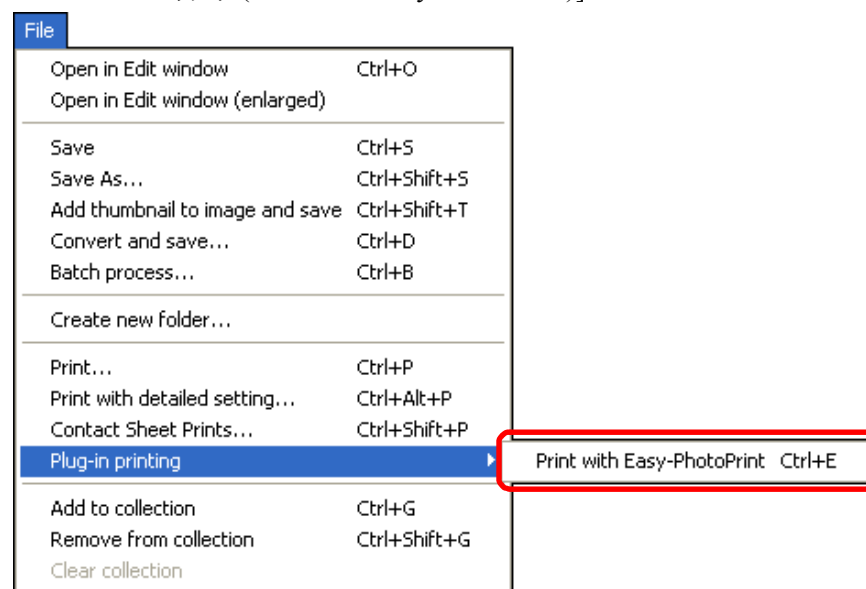 File
Open in Edit window Ctrl+O
Open in Edit window (enlarged)
Save Ctrl+S
Save As... Ctrl+Shift+S
Add thumbnail to image and save Ctrl+Shift+T
Convert and save... Ctrl+D
Batch process... Ctrl+B
Create new folder...
Print... Ctrl+P
Print with detailed setting... Ctrl+Alt+P
Contact Sheet Prints... Ctrl+Shift+P
Plug-in printing Print with Easy-PhotoPrint Ctrl+E
Add to collection Ctrl+G
Remove from collection Ctrl+Shift+G
Clear collection